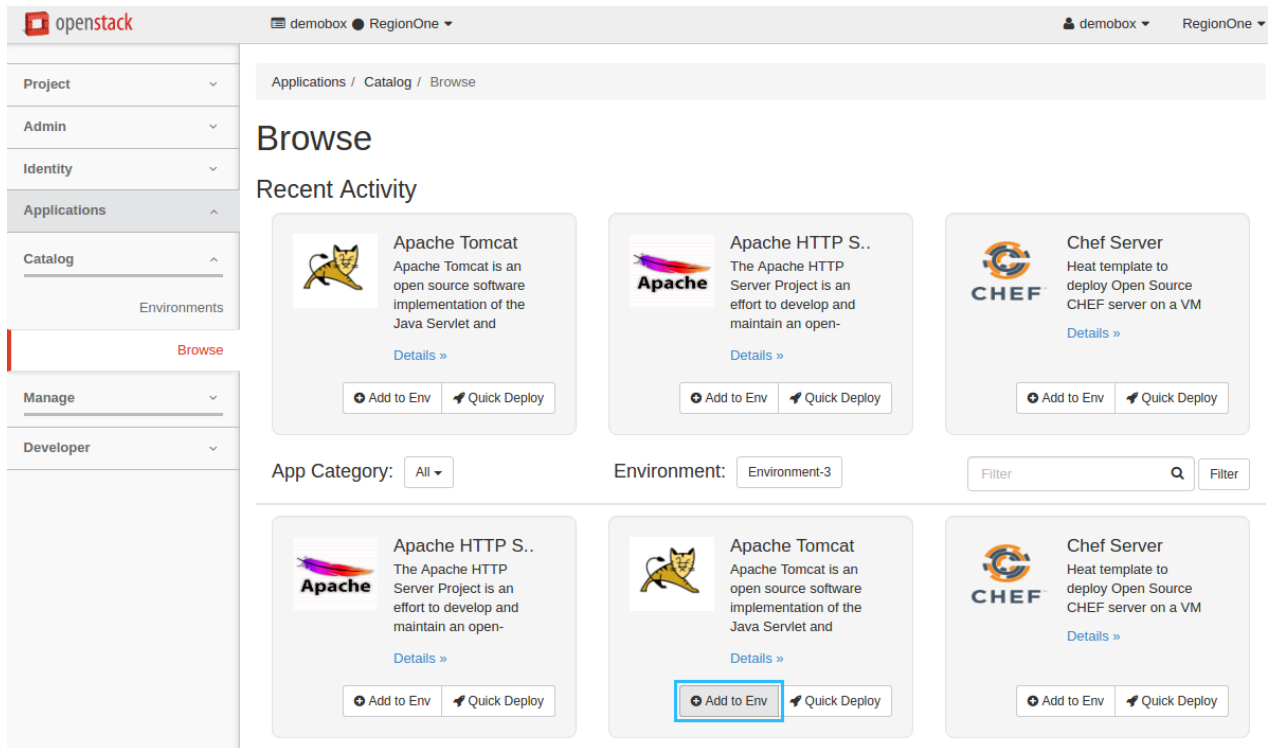 openstack
demobox RegionOne
demobox
RegionOne
Project
Admin
Identity
Applications
Catalog
Environments
Browse
Manage
Developer
Applications / Catalog / Browse
Browse
Recent Activity
Apache Tomcat
Apache Tomcat is an
open source software
implementation of the
Java Servlet and
Details »
Add to Env
Quick Deploy
Apache
Apache HTTP S..
The Apache HTTP
Server Project is an
effort to develop and
maintain an open-
Details »
Add to Env
Quick Deploy
CHEF
Chef Server
Heat template to
deploy Open Source
CHEF server on a VM
Details »
Add to Env
Quick Deploy
App Category: All
Environment: Environment-3
Filter
Filter
Apache
Apache HTTP S..
The Apache HTTP
Server Project is an
effort to develop and
maintain an open-
Details »
Add to Env
Quick Deploy
Apache Tomcat
Apache Tomcat is an
open source software
implementation of the
Java Servlet and
Details »
Add to Env
Quick Deploy
CHEF
Chef Server
Heat template to
deploy Open Source
CHEF server on a VM
Details »
Add to Env
Quick Deploy